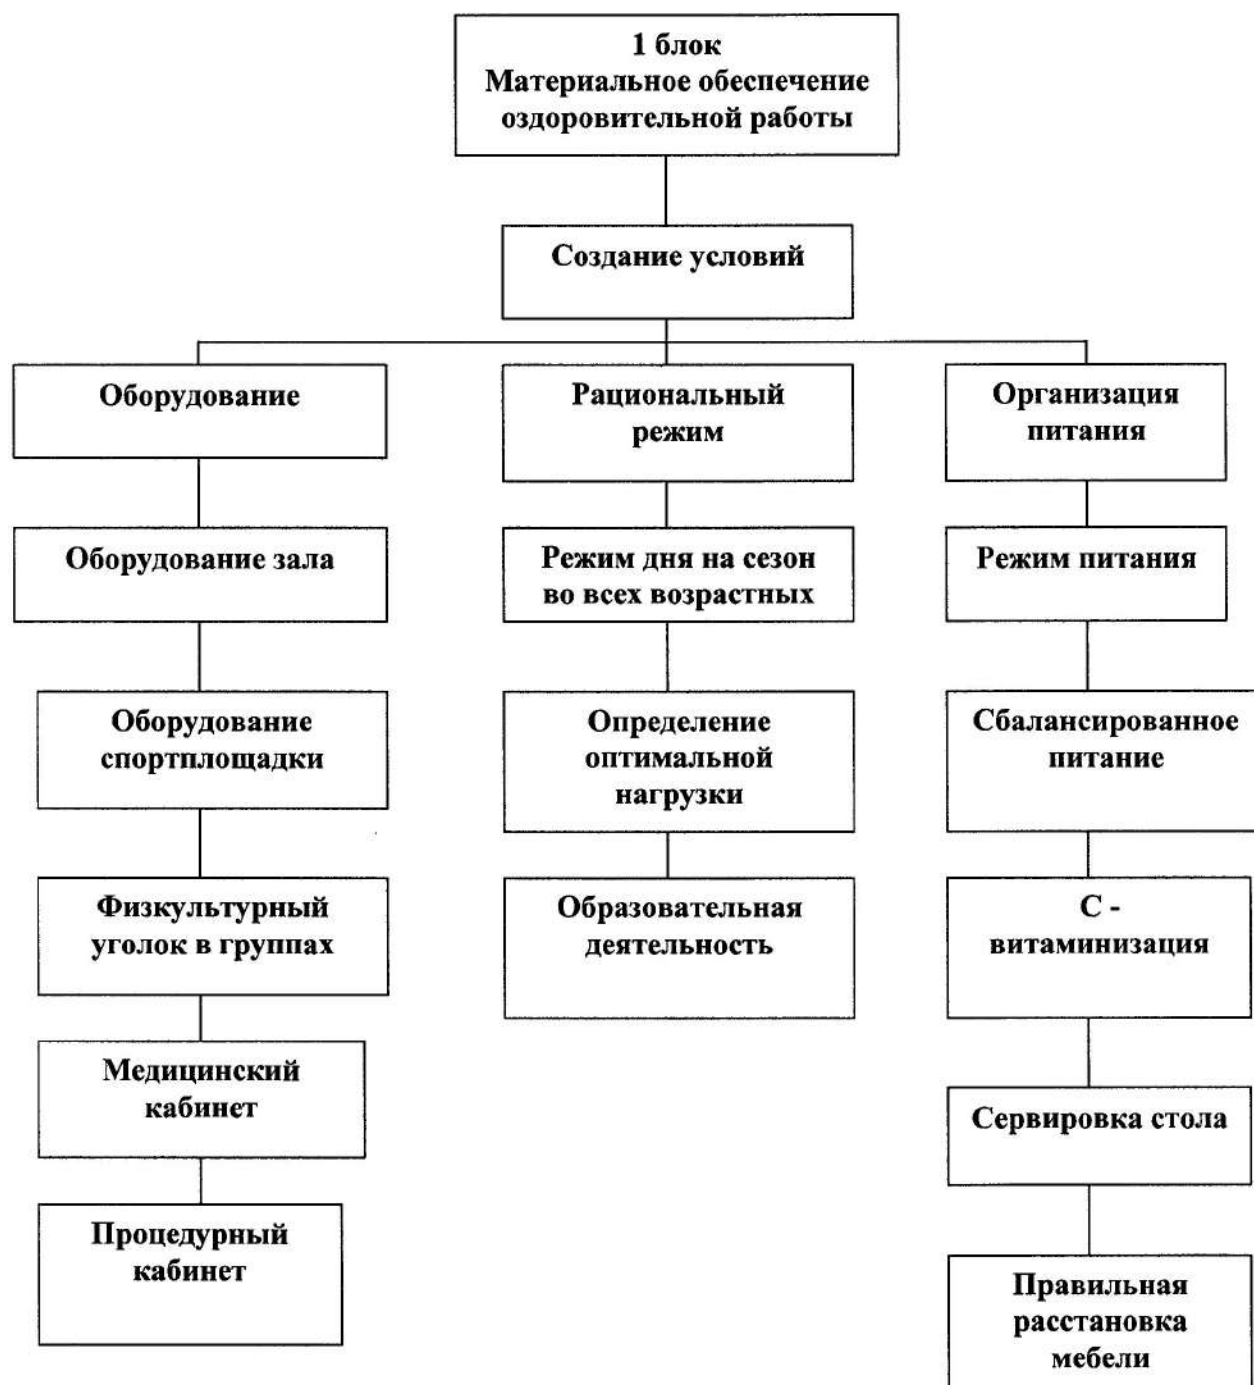 1 блок
Материальное обеспечение
оздоровительной работы
Создание условий
Оборудование
Рациональный
режим
Организация
питания
Оборудование зала
Режим дня на сезон
во всех возрастных
Режим питания
Оборудование
спортплощадки
Определение
оптимальной
нагрузки
Сбалансированное
питание
Физкультурный
уголок в группах
Образовательная
деятельность
С -
витаминизация
Медицинский
кабинет
Сервировка стола
Процедурный
кабинет
Правильная
расстановка
мебели